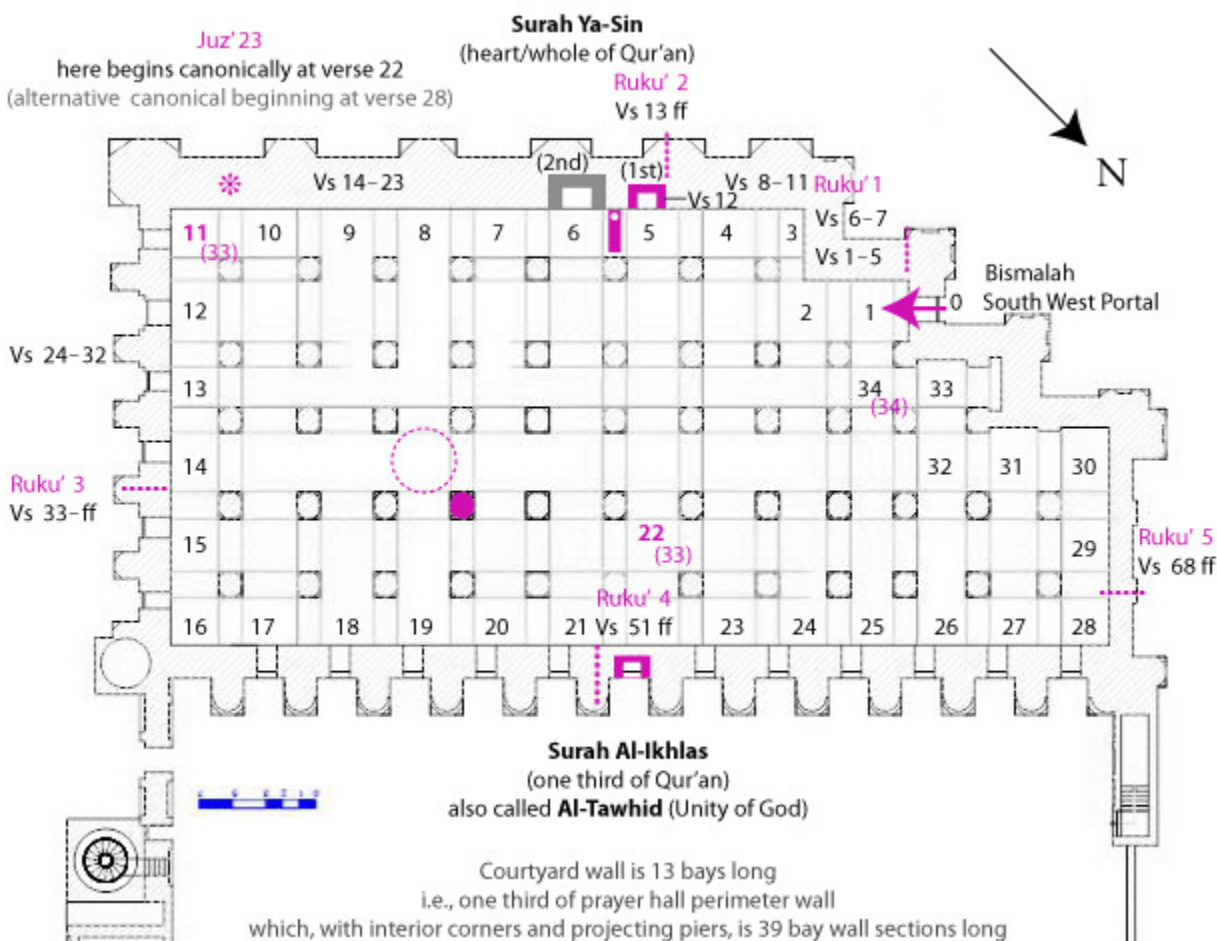 Surah Ya-Sin
(heart/whole of Qur'an)
Juz' 23
here begins canonically at verse 22
(alternative canonical beginning at verse 28)
Ruku' 2
Vs 13 ff
N
(2nd)
(1st)
Vs 14-23
Vs 8-11
Ruku' 1
Vs 12
Vs 6-7
Vs 1-5
11
(33)
10
9
8
7
6
5
4
3
Bismalah
0 South West Portal
12
2
1
Vs 24-32
13
34
(34)
33
14
32
31
30
Ruku' 3
Vs 33-ff
22
(33)
15
29
Ruku' 5
Vs 68 ff
Ruku' 4
Vs 51 ff
16
17
18
19
20
21
23
24
25
26
27
28
Surah Al-Ikhlas
(one third of Qur'an)
also called Al-Tawhid (Unity of God)
Courtyard wall is 13 bays long
i.e., one third of prayer hall perimeter wall
which, with interior corners and projecting piers, is 39 bay wall sections long